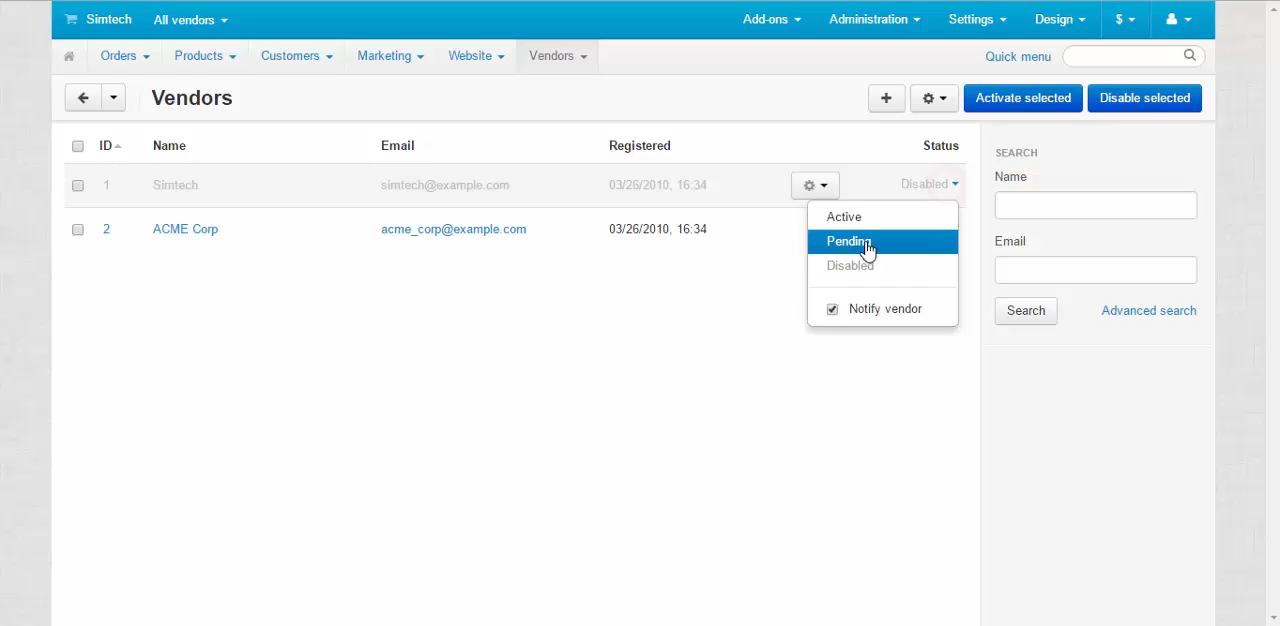 Simtech All vendors Add-ons Administration Settings Design $
Orders Products Customers Marketing Website Vendors Quick menu
Vendors Activate selected Disable selected
ID Name Email Registered Status
1 Simtech simtech@example.com 03/26/2010, 16:34 Disabled
2 ACME Corp acme_corp@example.com 03/26/2010, 16:34
Active
Pending
Disabled
Notify vendor
SEARCH
Name
Email
Search Advanced search